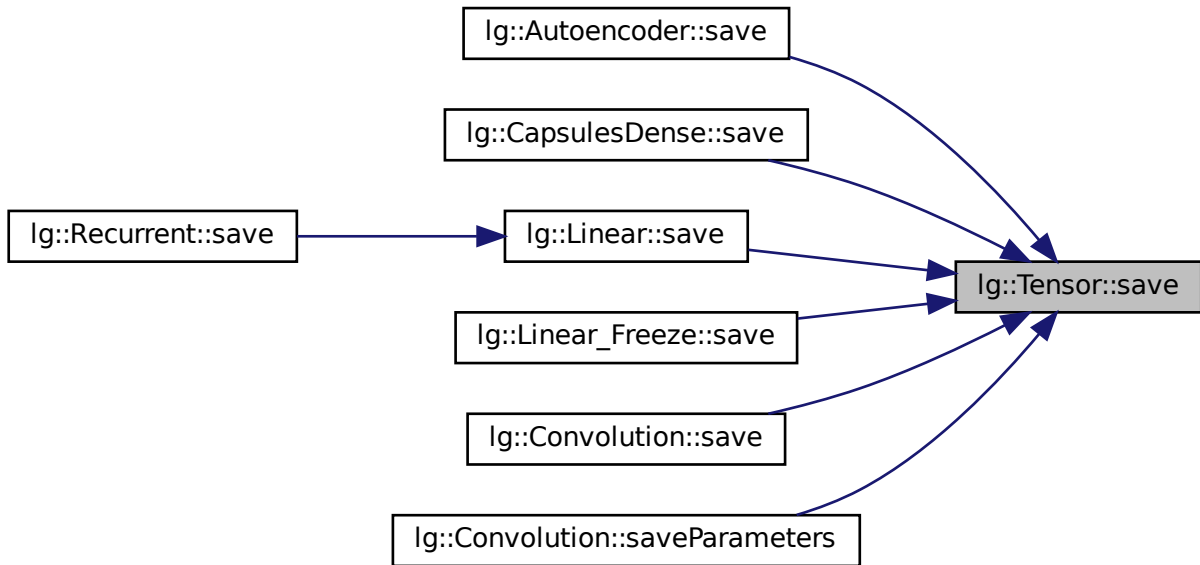 lg::Autoencoder::save
lg::CapsulesDense::save
lg::Recurrent::save
lg::Linear::save
lg::Tensor::save
lg::Linear_Freeze::save
lg::Convolution::save
lg::Convolution::saveParameters